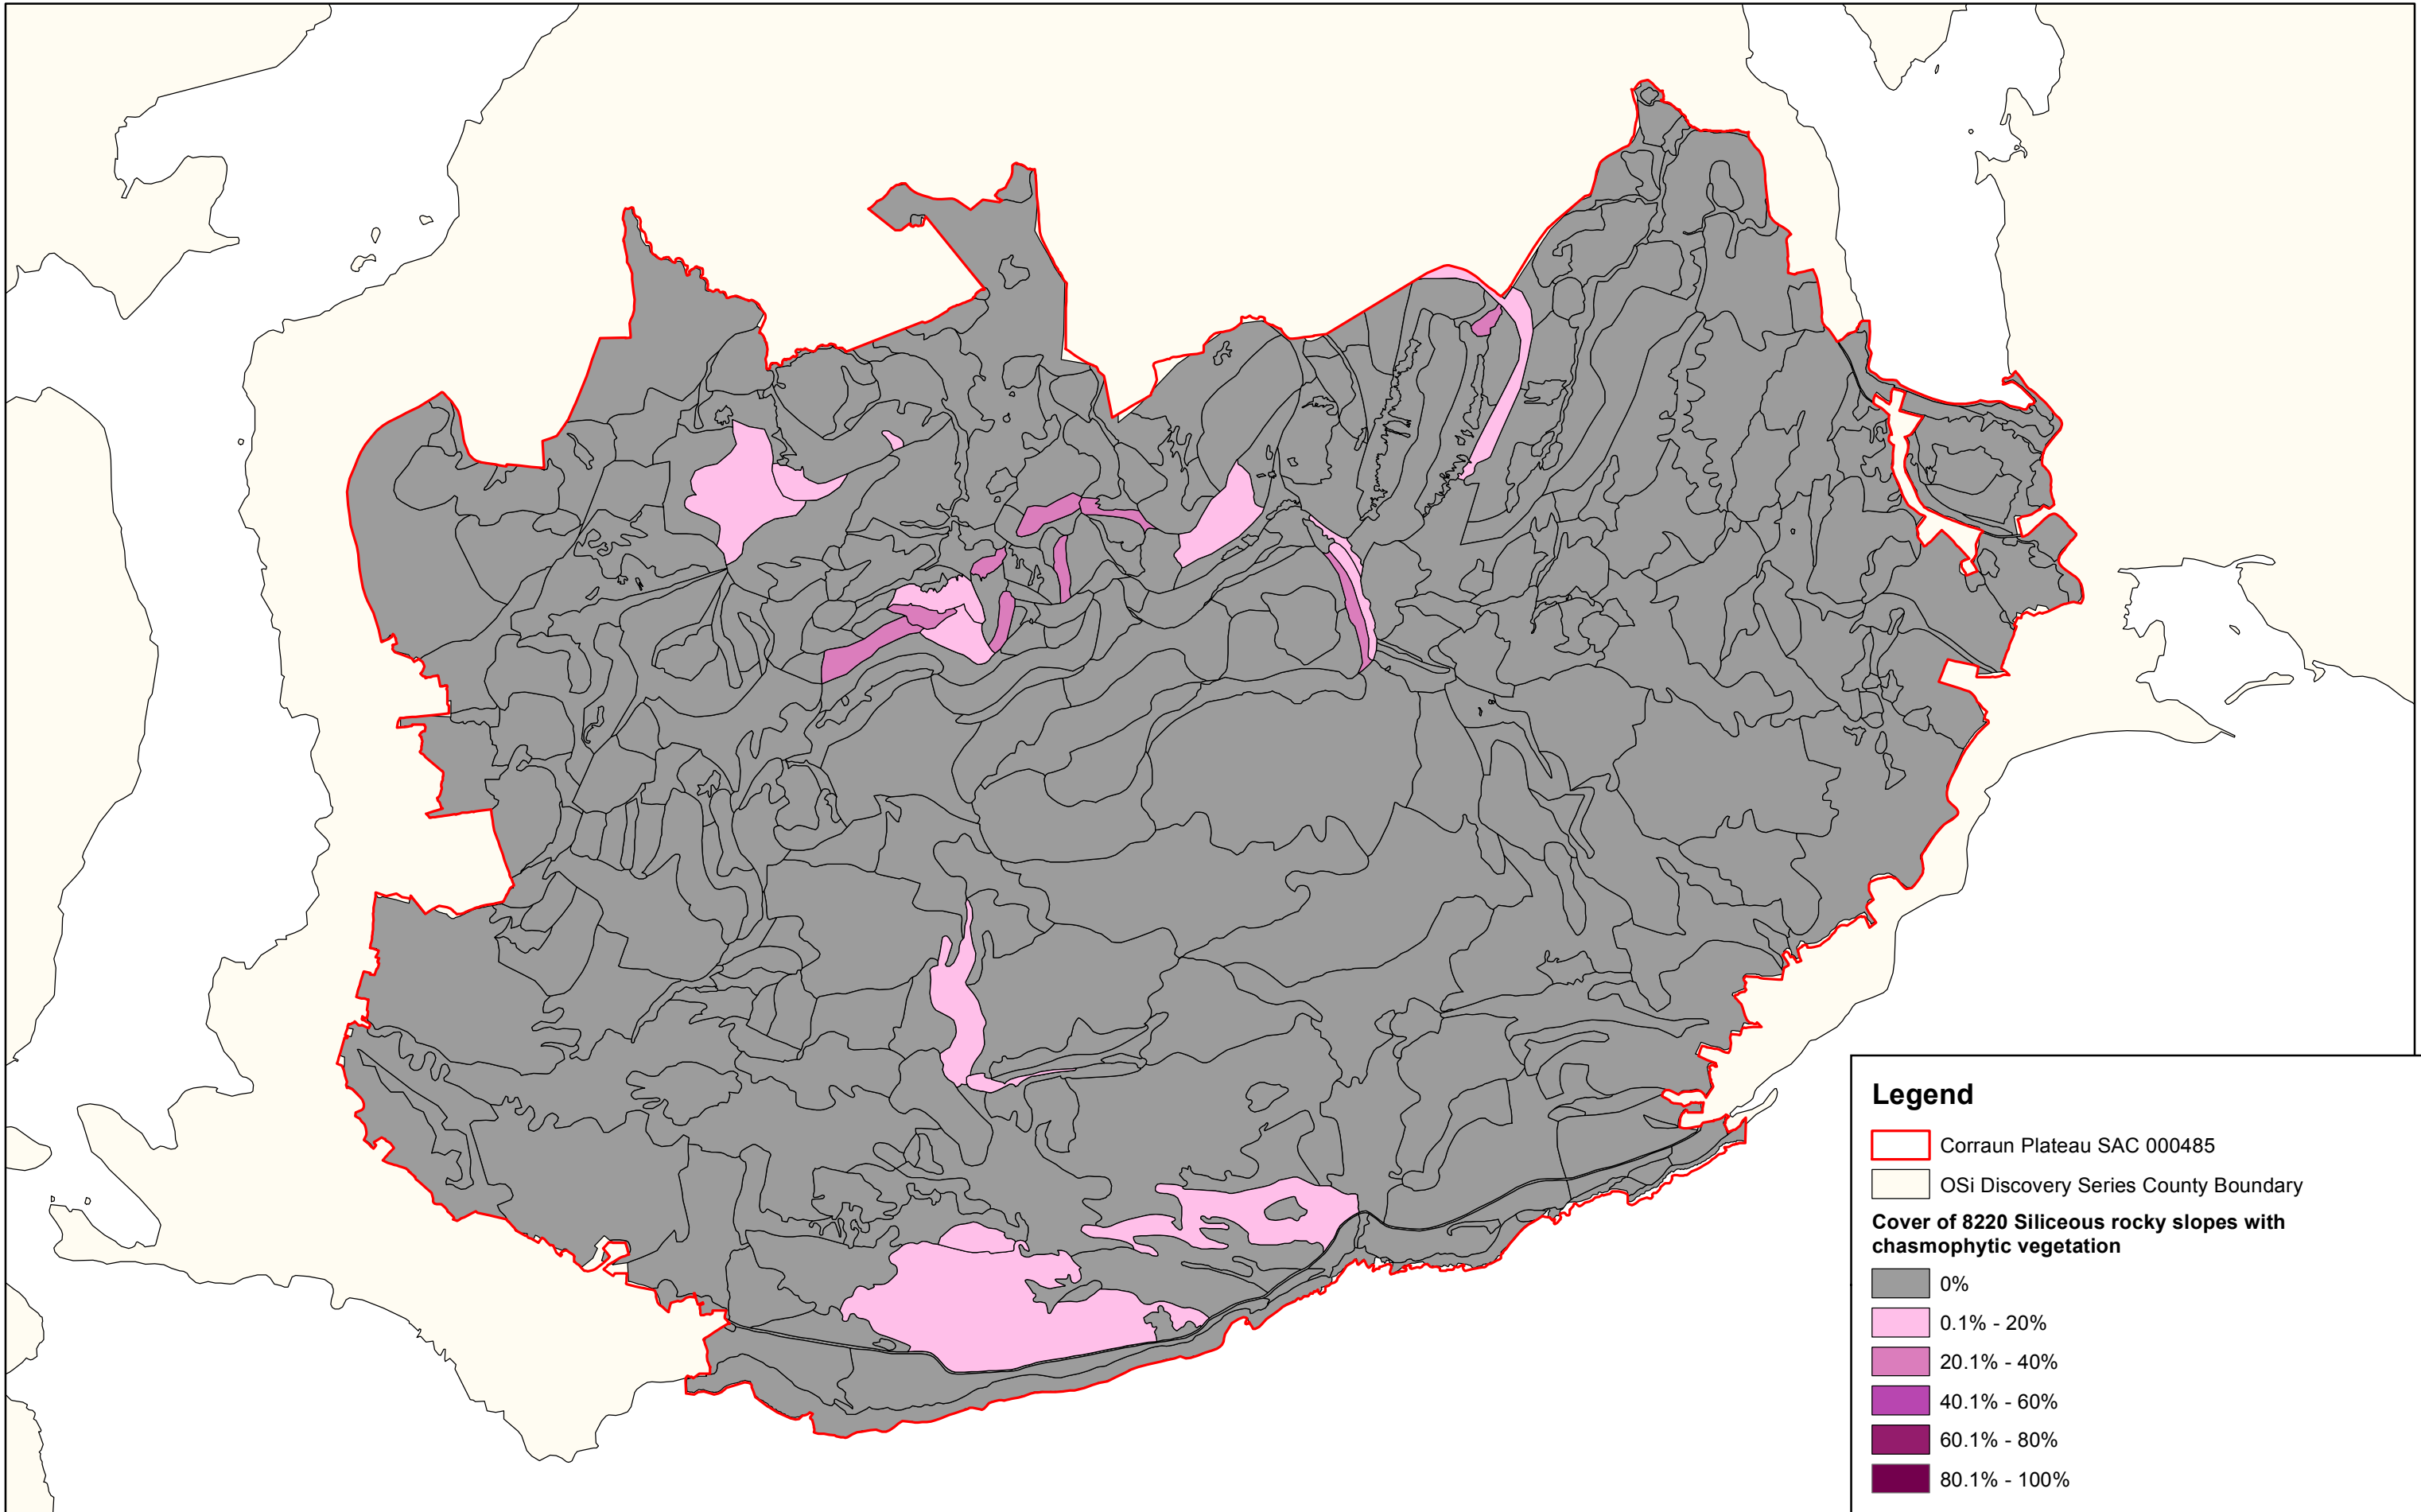 Legend
Corraun Plateau SAC 000485
OSi Discovery Series County Boundary
Cover of 8220 Siliceous rocky slopes with
chasmophytic vegetation
0%
0.1% - 20%
20.1% - 40%
40.1% - 60%
60.1% - 80%
80.1% - 100%